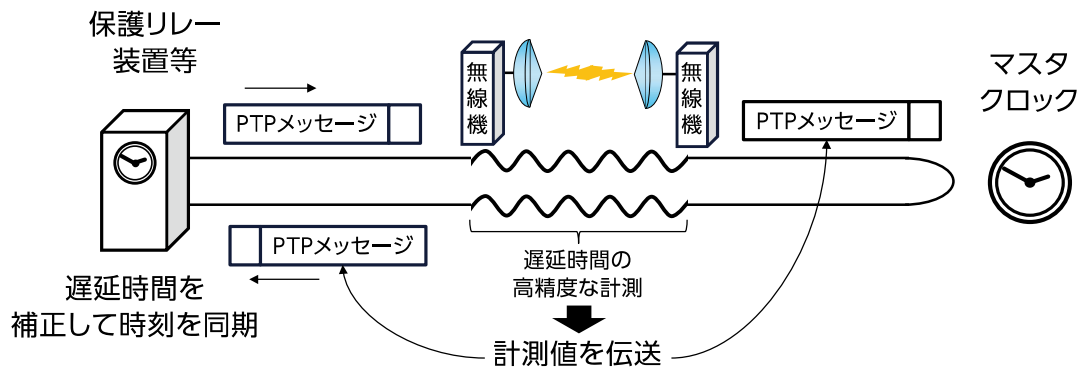 保護リレー
装置等
無線機
無線機
マスタ
クロック
PTPメッセージ
PTPメッセージ
PTPメッセージ
遅延時間の
高精度な計測
遅延時間を
補正して時刻を同期
計測値を伝送